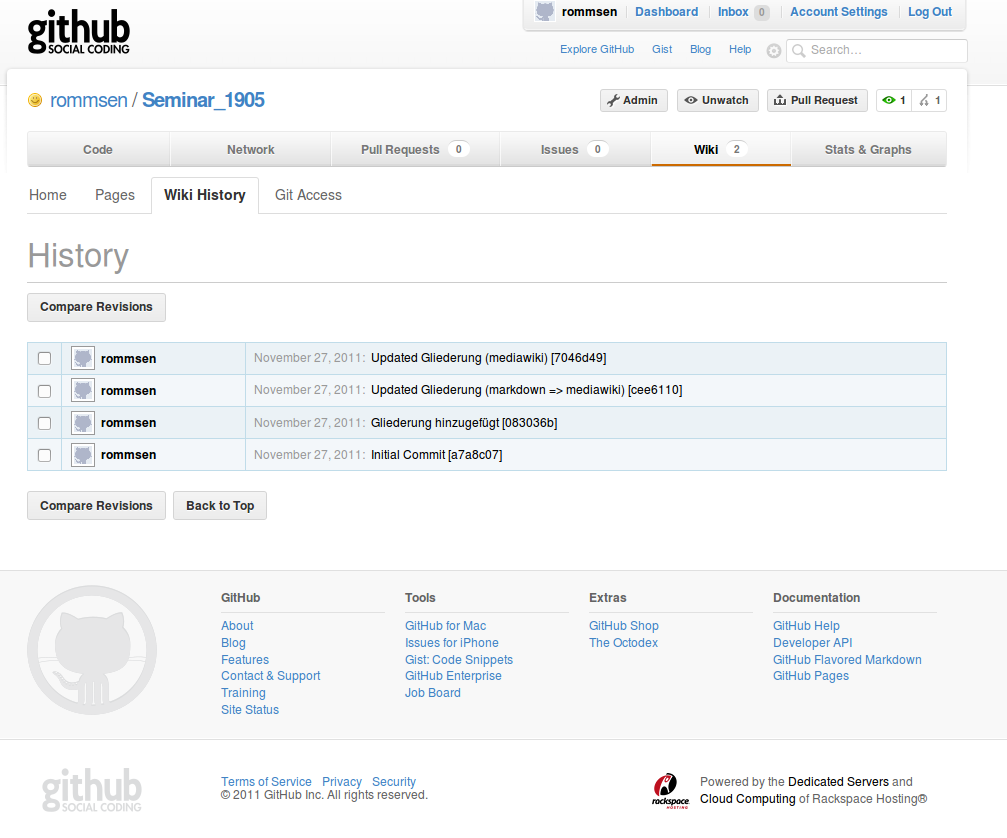 github
SOCIAL CODING
rommsen Dashboard Inbox 0 Account Settings Log Out
Explore GitHub Gist Blog Help Search...
rommsen / Seminar_1905
Admin Unwatch Pull Request 1 1
Code Network Pull Requests 0 Issues 0 Wiki 2 Stats & Graphs
Home Pages Wiki History Git Access
History
Compare Revisions
rommsen November 27, 2011: Updated Gliederung (mediawiki) [7046d49]
rommsen November 27, 2011: Updated Gliederung (markdown => mediawiki) [cee6110]
rommsen November 27, 2011: Gliederung hinzugefügt [083036b]
rommsen November 27, 2011: Initial Commit [a7a8c07]
Compare Revisions Back to Top
GitHub Tools Extras Documentation
About GitHub for Mac GitHub Shop GitHub Help
Blog Issues for iPhone The Octodex Developer API
Features Gist: Code Snippets GitHub Flavored Markdown
Contact & Support GitHub Enterprise GitHub Pages
Training Job Board
Site Status
github
SOCIAL CODING
Terms of Service Privacy Security
© 2011 GitHub Inc. All rights reserved.
rackspace
HOSTING
Powered by the Dedicated Servers and
Cloud Computing of Rackspace Hosting®